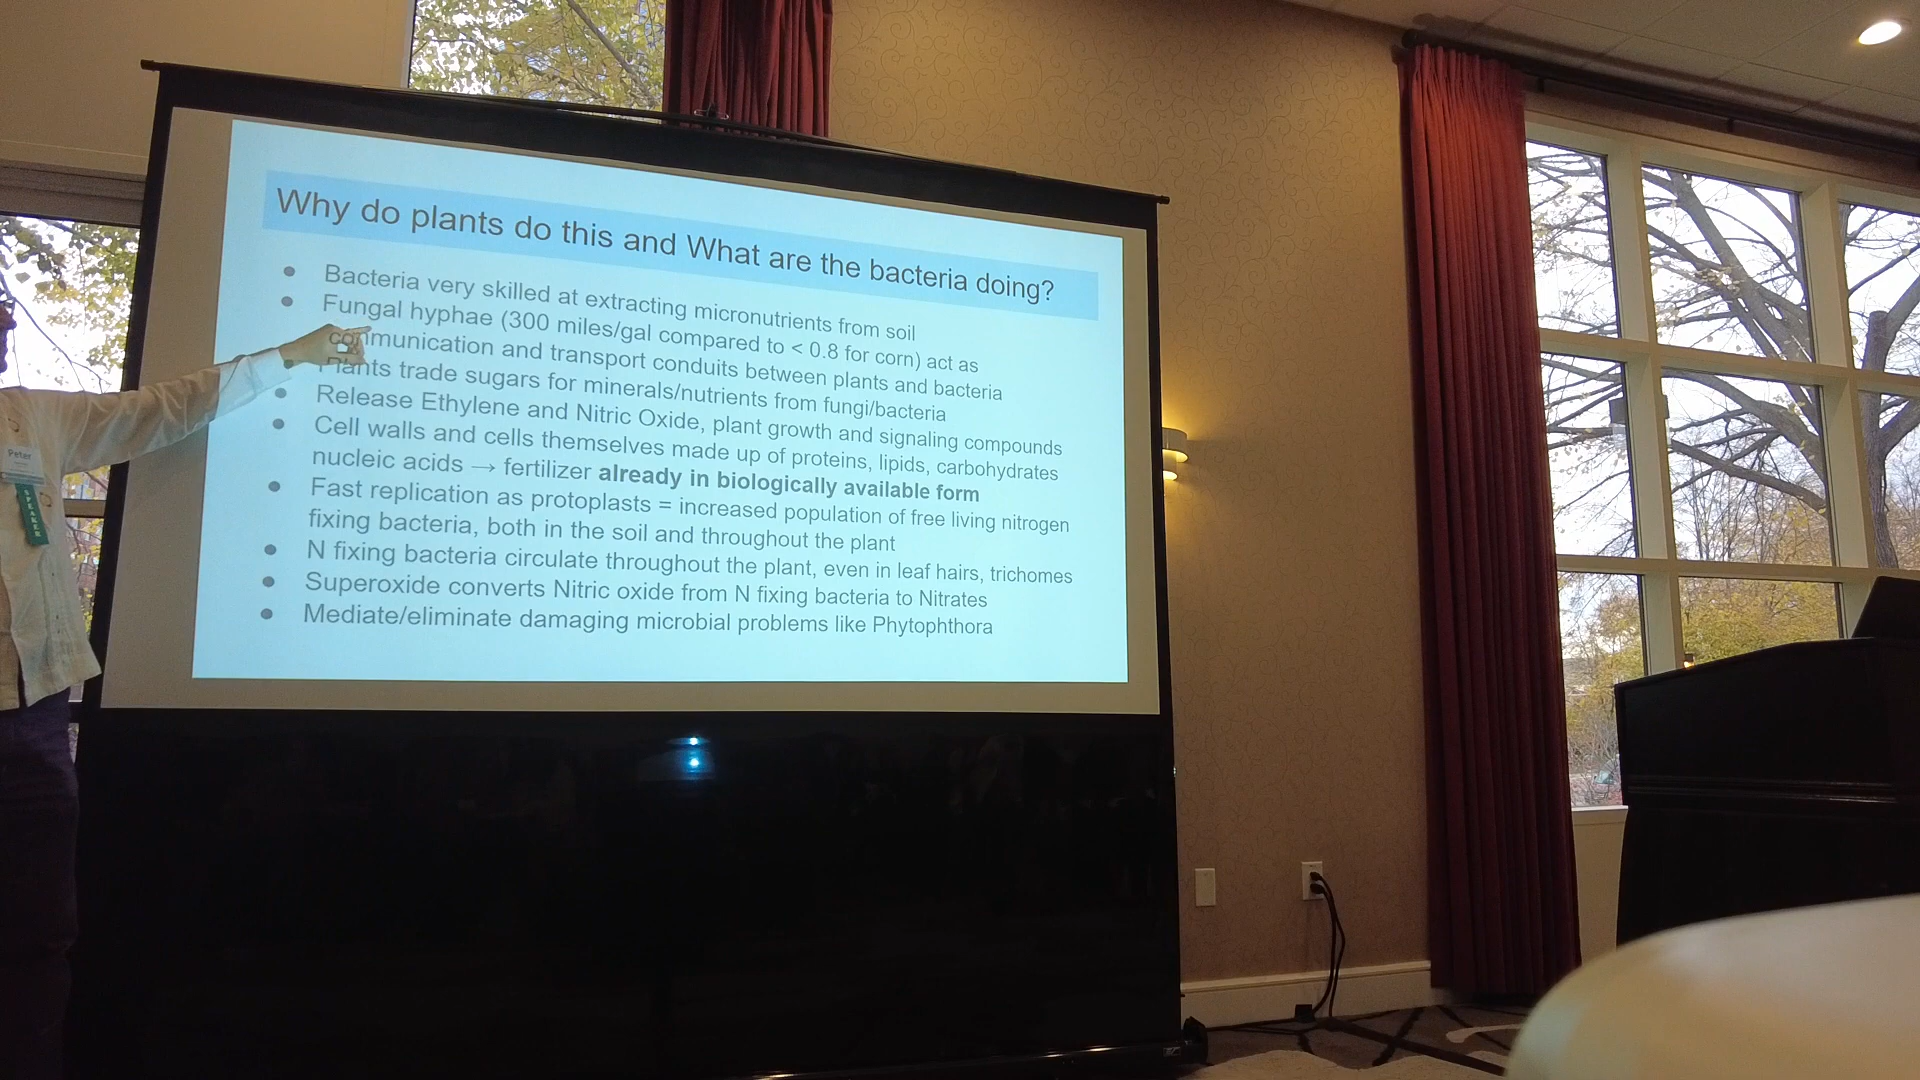 Why do plants do this and What are the bacteria doing?
● Bacteria very skilled at extracting micronutrients from soil
● Fungal hyphae (300 miles/gal compared to < 0.8 for corn) act as
communication and transport conduits between plants and bacteria
● Plants trade sugars for minerals/nutrients from fungi/bacteria
● Release Ethylene and Nitric Oxide, plant growth and signaling compounds
● Cell walls and cells themselves made up of proteins, lipids, carbohydrates
nucleic acids → fertilizer already in biologically available form
● Fast replication as protoplasts = increased population of free living nitrogen
fixing bacteria, both in the soil and throughout the plant
● N fixing bacteria circulate throughout the plant, even in leaf hairs, trichomes
● Superoxide converts Nitric oxide from N fixing bacteria to Nitrates
● Mediate/eliminate damaging microbial problems like Phytophthora
Peter
SPEAKER